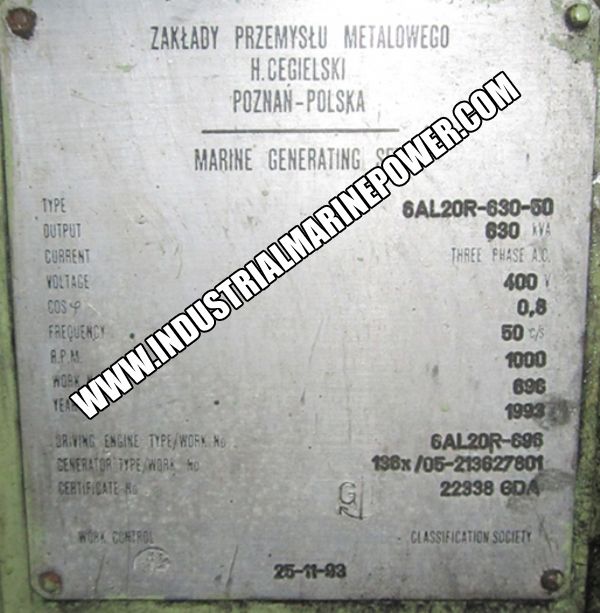 ZAKŁADY PRZEMYSŁU METALOWEGO
H. CEGIELSKI
POZNAŃ-POLSKA
MARINE GENERATING
WWW.INDUSTRIALMARINEPOWER.COM
TYPE 6AL20R-630-50
OUTPUT 630 kVA
CURRENT THREE PHASE A.C.
VOLTAGE 400 V
COS φ 0,8
FREQUENCY 50 c/s
R.P.M. 1000
WORK 696
YEAR 1993
DRIVING ENGINE TYPE/WORK No 6AL20R-696
GENERATOR TYPE/WORK No /05-213627801
CERTIFICATE No 22338 GDA
WORK CONTROL CLASSIFICATION SOCIETY
25-11-93